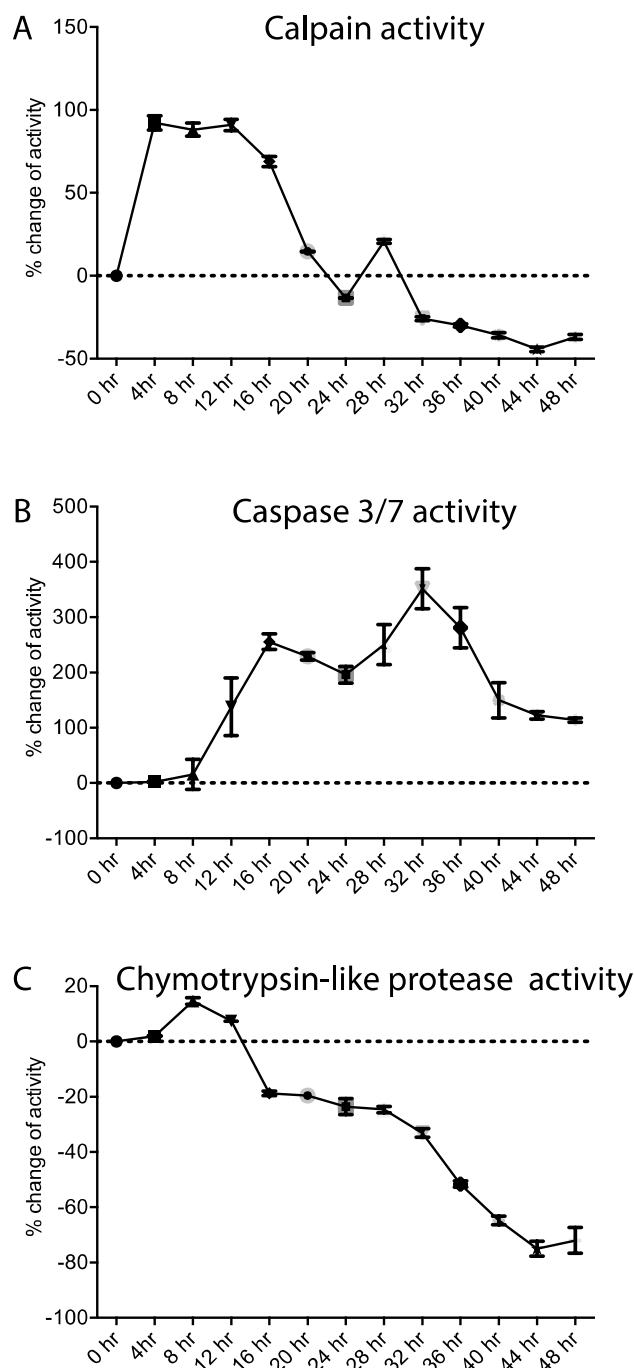 A Calpain activity
150
100
50
0
-50
% change of activity
0 hr 4hr 8 hr 12 hr 16 hr 20 hr 24 hr 28 hr 32 hr 36 hr 40 hr 44 hr 48 hr
B Caspase 3/7 activity
500
400
300
200
100
0
-100
% change of activity
0 hr 4hr 8 hr 12 hr 16 hr 20 hr 24 hr 28 hr 32 hr 36 hr 40 hr 44 hr 48 hr
C Chymotrypsin-like protease activity
20
0
-20
-40
-60
-80
-100
% change of activity
0 hr 4hr 8 hr 12 hr 16 hr 20 hr 24 hr 28 hr 32 hr 36 hr 40 hr 44 hr 48 hr